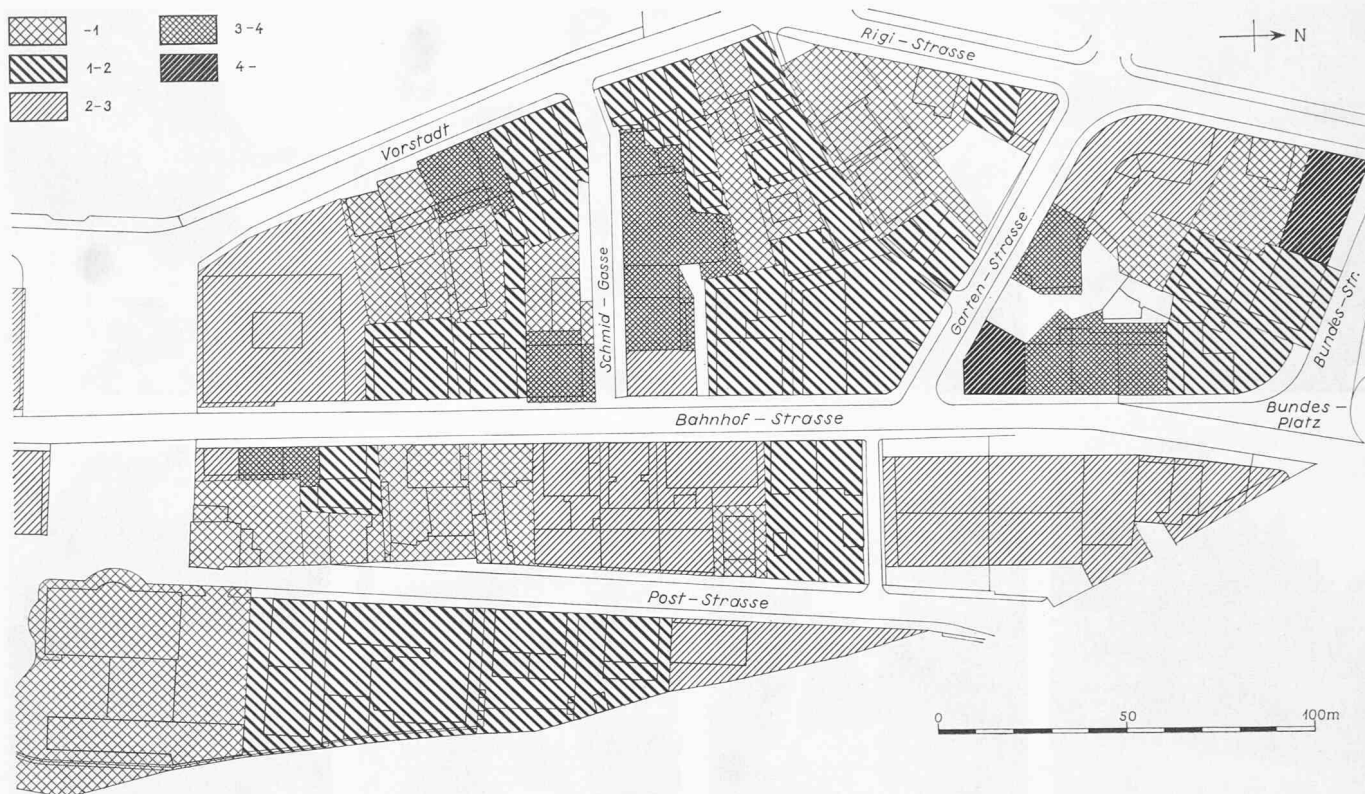 -1
1-2
2-3
3-4
4-
N
Rigi-Strasse
Vorstadt
Schmid-Gasse
Garten-Strasse
Bundes-Str.
Bahnhof-Strasse
Bundes-
Platz
Post-Strasse
0 50 100m